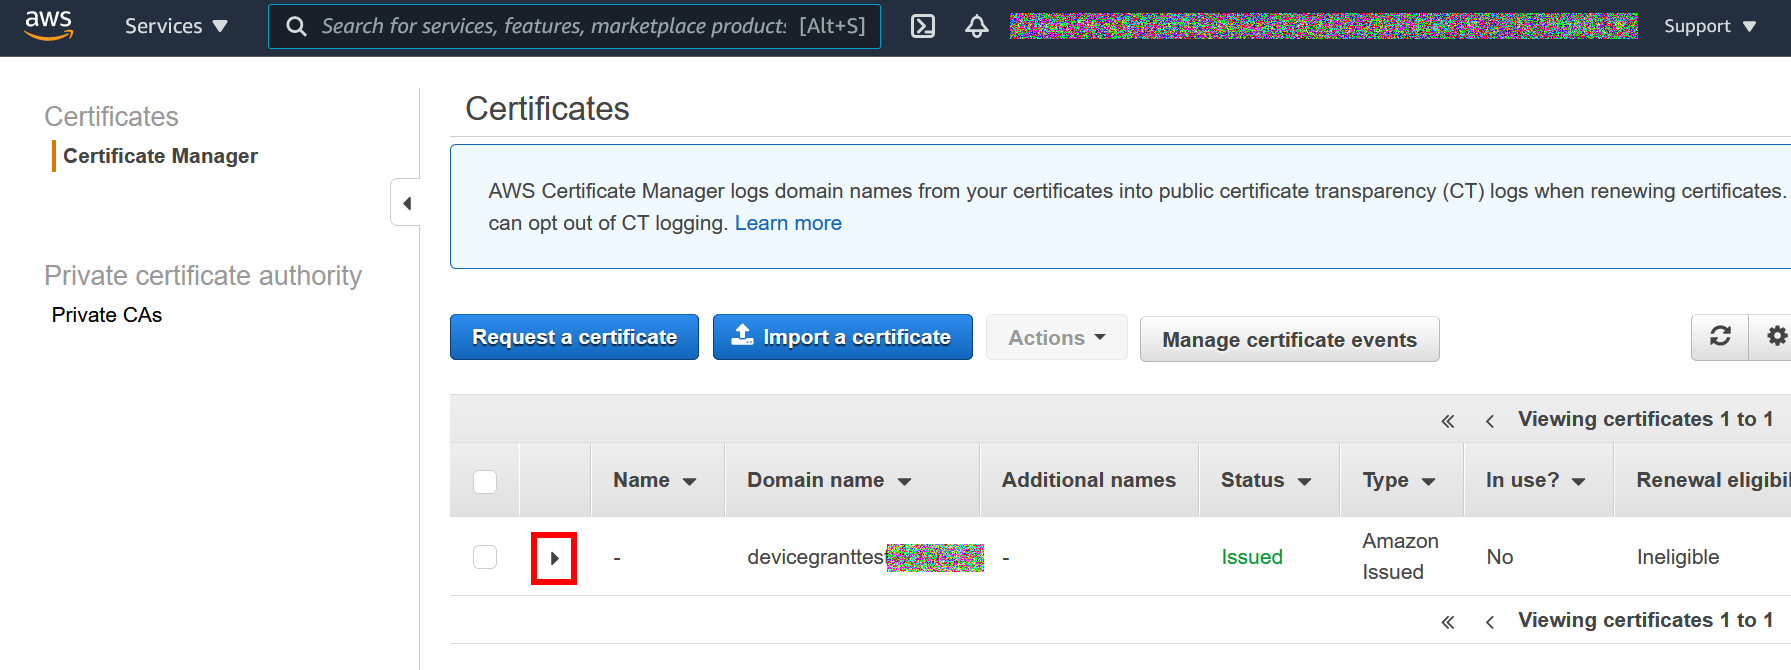 aws
Services
Search for services, features, marketplace products [Alt+S]
Support
Certificates
Certificate Manager
Private certificate authority
Private CAs
Certificates
AWS Certificate Manager logs domain names from your certificates into public certificate transparency (CT) logs when renewing certificates.
can opt out of CT logging. Learn more
Request a certificate
Import a certificate
Actions
Manage certificate events
« ‹ Viewing certificates 1 to 1
Name Domain name Additional names Status Type In use? Renewal eligibil
- devicegranttest - Issued Amazon Issued No Ineligible
« ‹ Viewing certificates 1 to 1